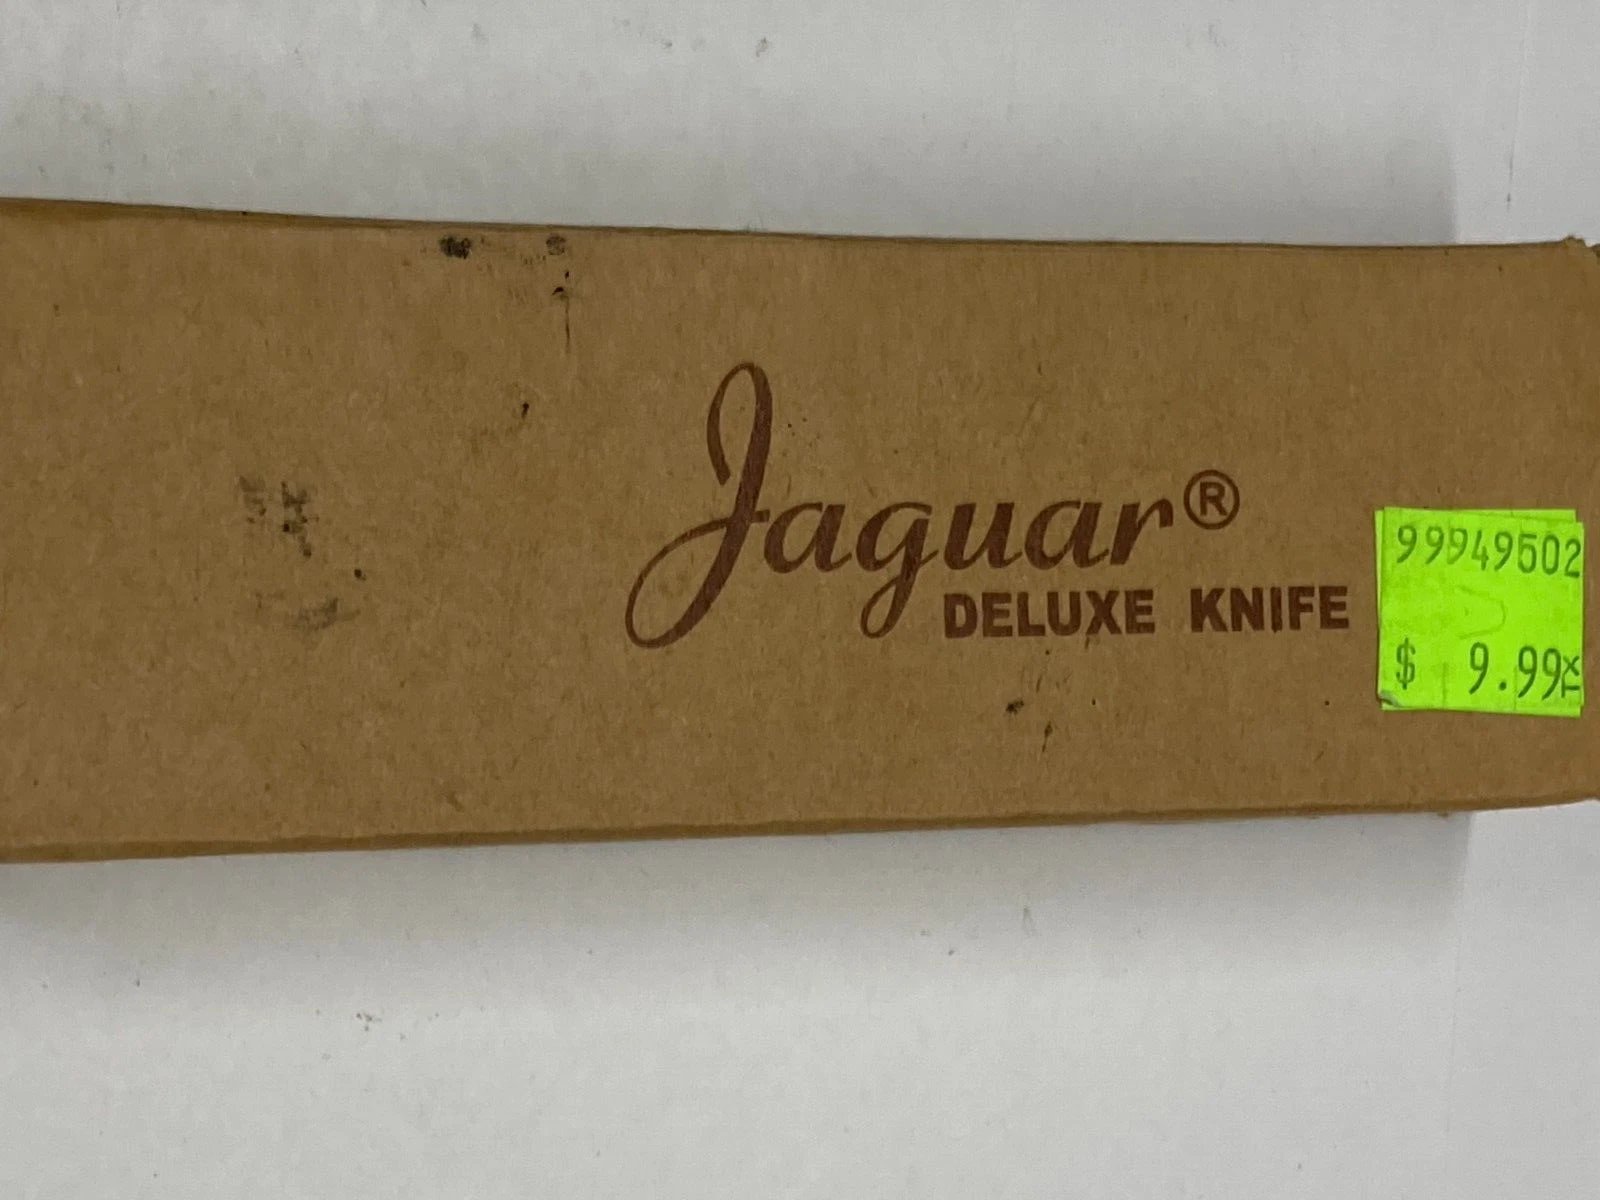 Jaguar®
DELUXE KNIFE
99949502
$ 9.99